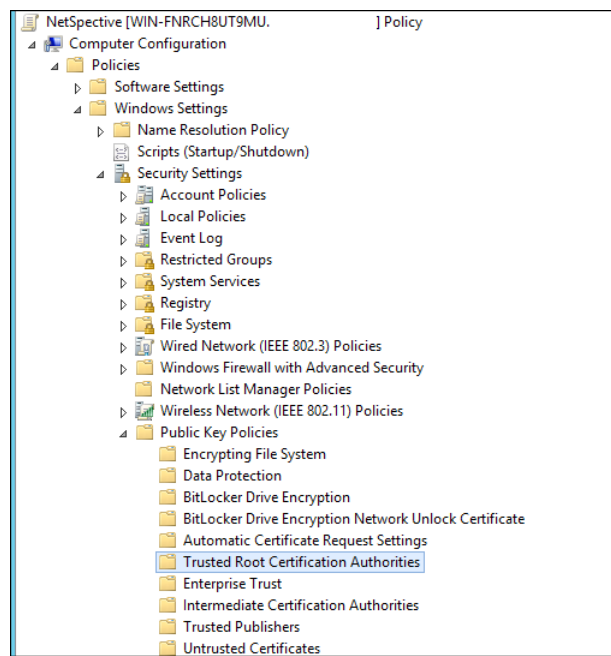 NetSpective [WIN-FNRCH8UT9MU. ] Policy
Computer Configuration
Policies
Software Settings
Windows Settings
Name Resolution Policy
Scripts (Startup/Shutdown)
Security Settings
Account Policies
Local Policies
Event Log
Restricted Groups
System Services
Registry
File System
Wired Network (IEEE 802.3) Policies
Windows Firewall with Advanced Security
Network List Manager Policies
Wireless Network (IEEE 802.11) Policies
Public Key Policies
Encrypting File System
Data Protection
BitLocker Drive Encryption
BitLocker Drive Encryption Network Unlock Certificate
Automatic Certificate Request Settings
Trusted Root Certification Authorities
Enterprise Trust
Intermediate Certification Authorities
Trusted Publishers
Untrusted Certificates